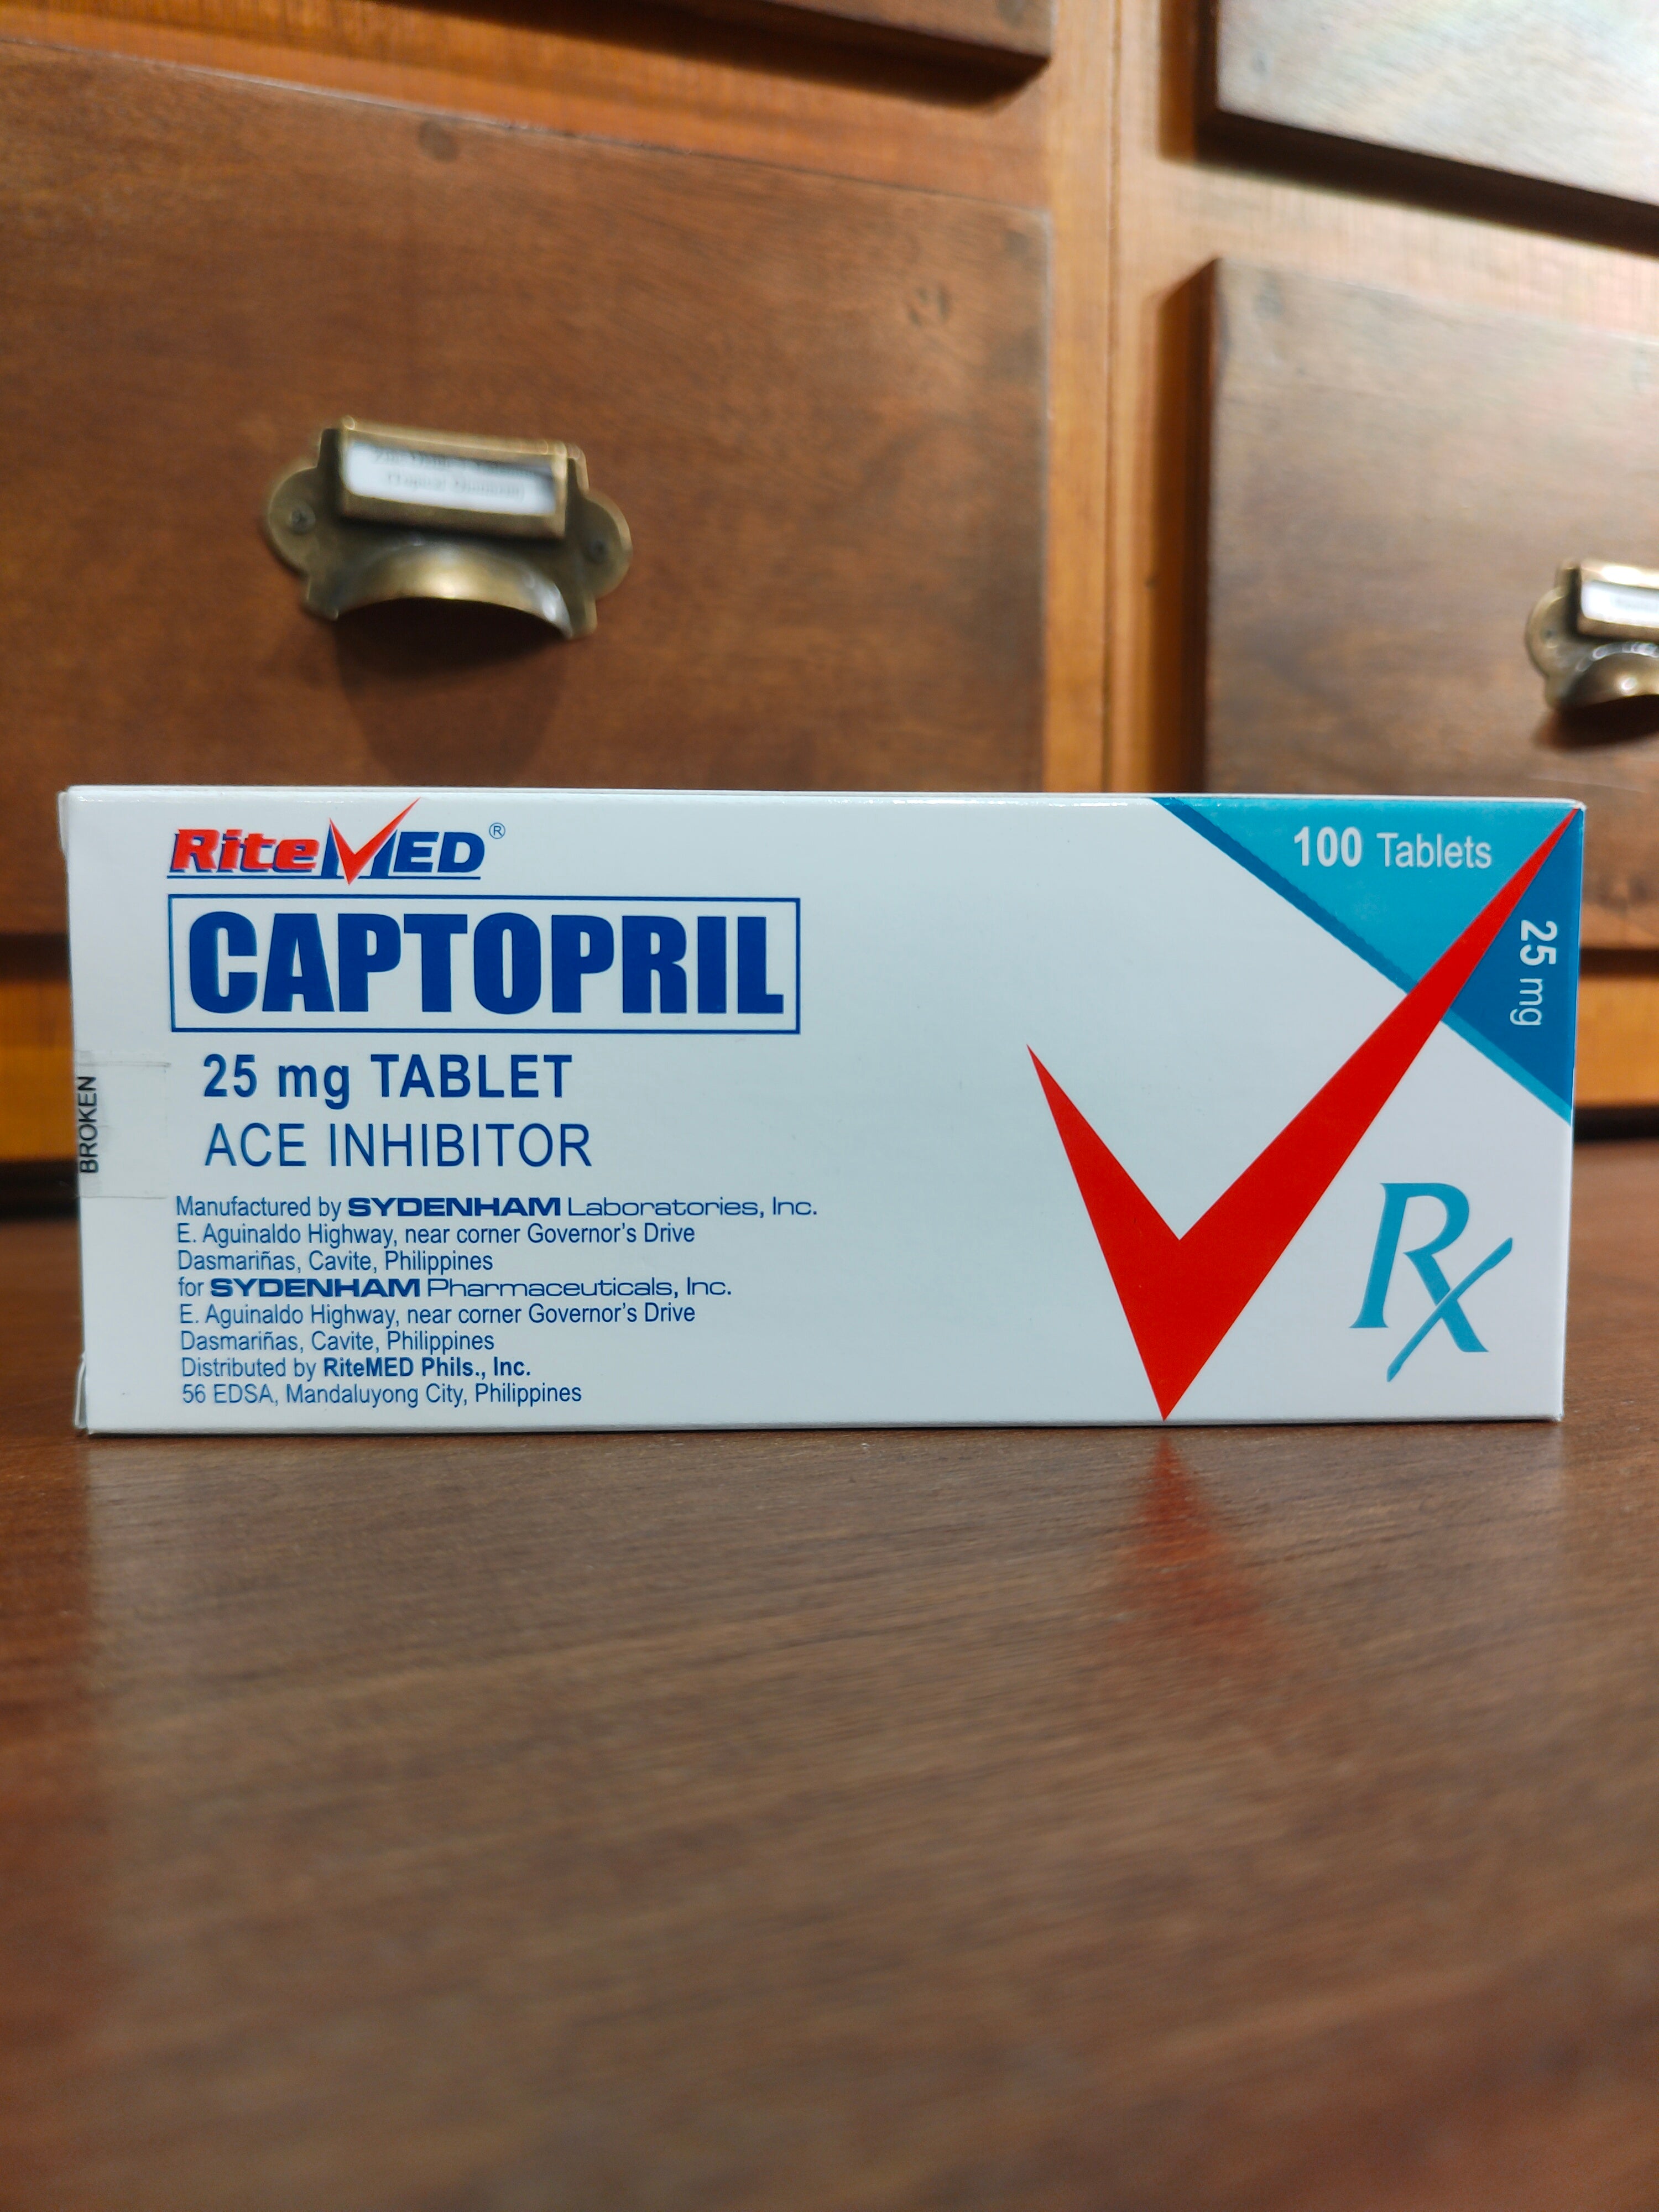 RiteMED®
CAPTOPRIL
25 mg TABLET
ACE INHIBITOR
Manufactured by SYDENHAM Laboratories, Inc.
E. Aguinaldo Highway, near corner Governor's Drive
Dasmariñas, Cavite, Philippines
for SYDENHAM Pharmaceuticals, Inc.
E. Aguinaldo Highway, near corner Governor's Drive
Dasmariñas, Cavite, Philippines
Distributed by RiteMED Phils., Inc.
56 EDSA, Mandaluyong City, Philippines
BROKEN
100 Tablets
25 mg
Rx